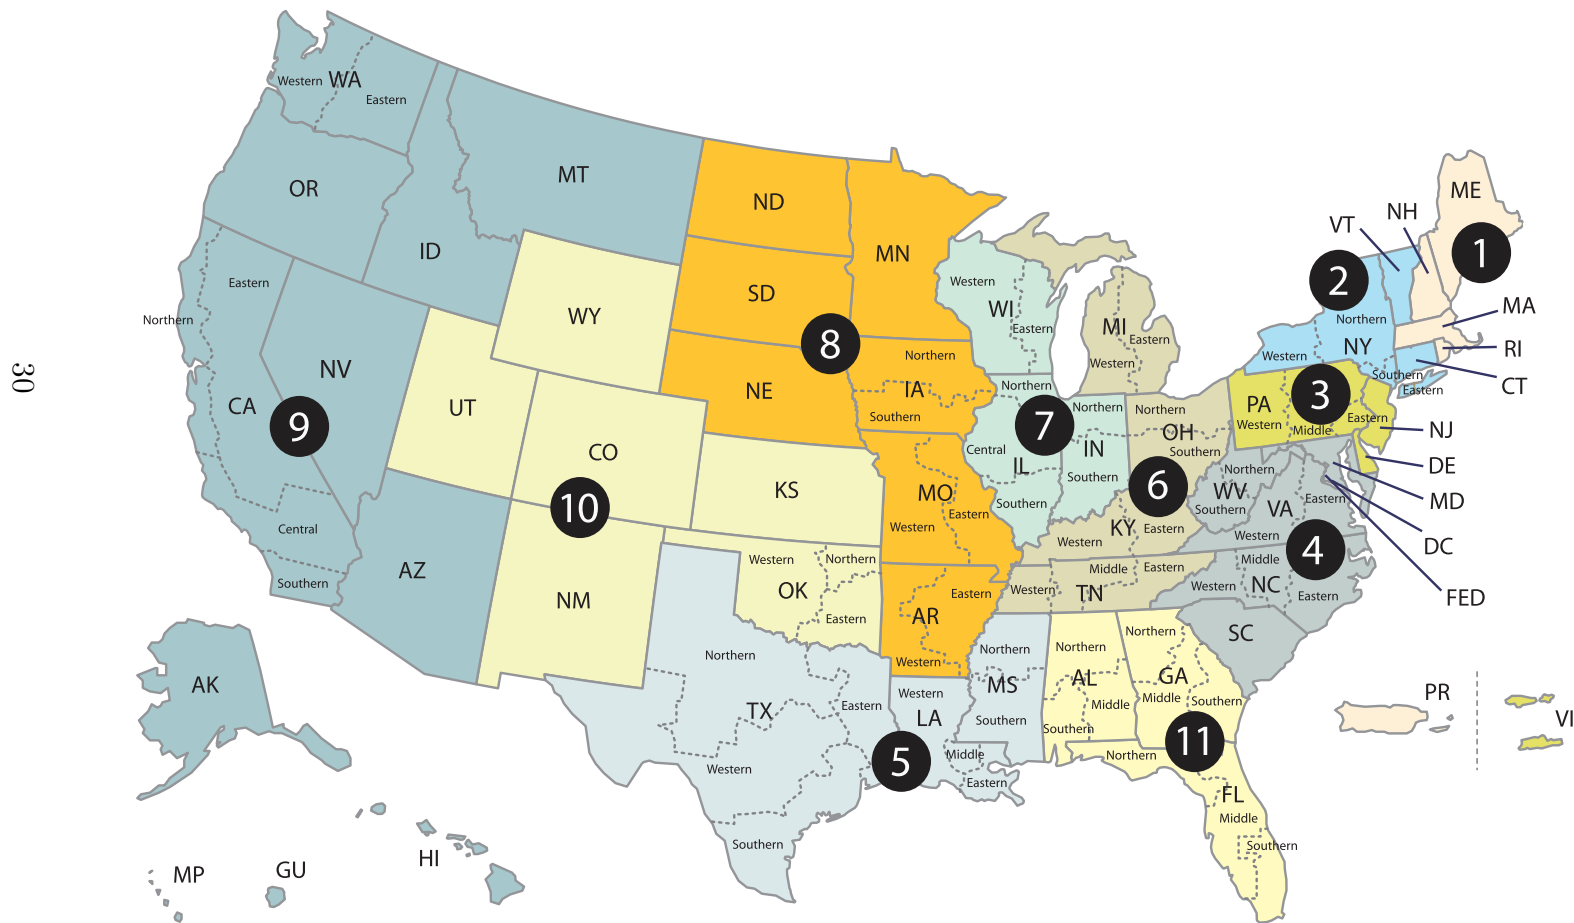 30
Western
WA
Eastern
OR
MT
ID
Eastern
Northern
NV
CA
9
Central
Southern
AZ
WY
UT
CO
10
NM
KS
Western
Northern
OK
Eastern
ND
MN
SD
8
NE
Northern
IA
Southern
MO
Eastern
Western
Eastern
AR
Western
Western
WI
Eastern
Northern
7
Central
IL
Southern
Northern
IN
Southern
MI
Eastern
Western
Northern
OH
Southern
6
KY
Eastern
Western
Middle
Eastern
Western
TN
ME
NH
VT
1
2
MA
Northern
NY
Western
RI
Southern
CT
Eastern
3
PA
Western
Eastern
Middle
NJ
DE
MD
DC
FED
Northern
WV
Southern
VA
Eastern
Western
4
Middle
Western
NC
Eastern
SC
Northern
TX
Eastern
Western
Southern
Western
LA
5
Middle
Eastern
Northern
MS
Southern
Northern
AL
Middle
Southern
Northern
GA
Middle
Southern
11
Northern
FL
Middle
Southern
PR
VI
AK
HI
GU
MP